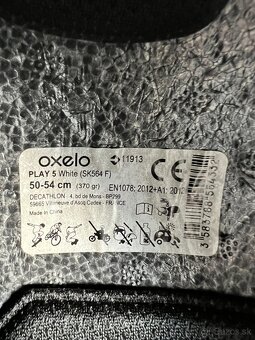 oxelo
11913
PLAY 5 White (SK564 F)
50-54 cm (370 gr)
CE
EN1078: 2012+A1: 2012
DECATHLON - 4, bd de Mons - BP299
59665 Villeneuve d'Ascq Cedex - FRANCE
Made in China